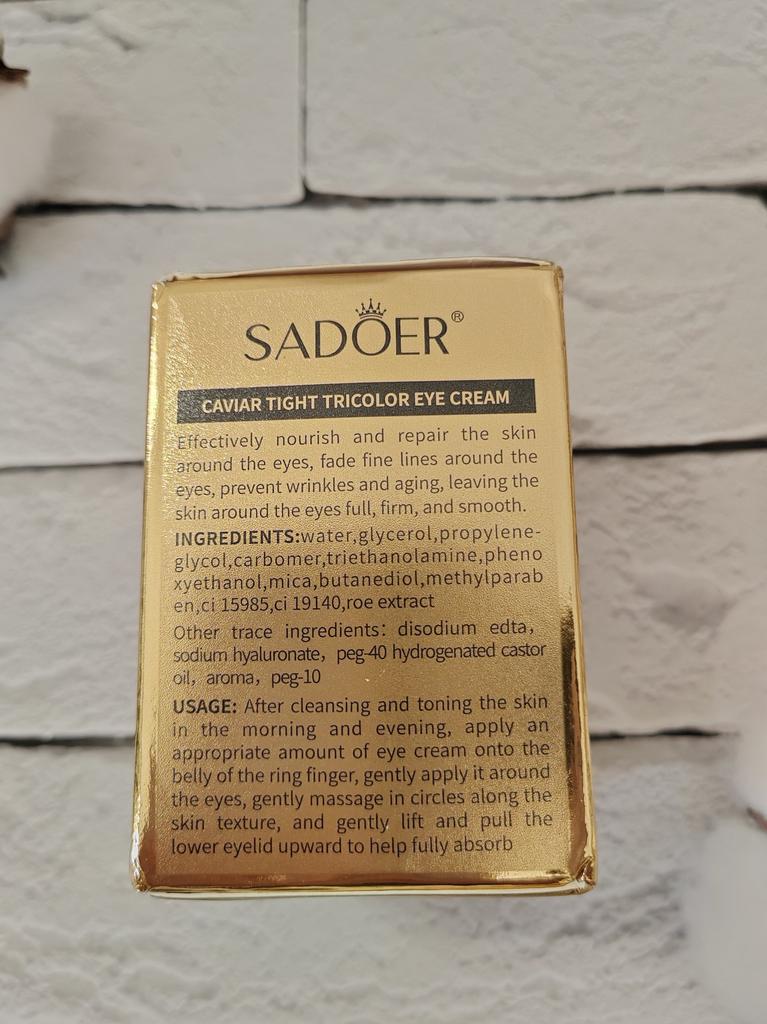 SADOER®
CAVIAR TIGHT TRICOLOR EYE CREAM
Effectively nourish and repair the skin
around the eyes, fade fine lines around the
eyes, prevent wrinkles and aging, leaving the
skin around the eyes full, firm, and smooth.
INGREDIENTS:water,glycerol,propylene-
glycol,carbomer,triethanolamine,pheno
xyethanol,mica,butanediol,methylparab
en,ci 15985,ci 19140,roe extract
Other trace ingredients: disodium edta,
sodium hyaluronate, peg-40 hydrogenated castor
oil, aroma, peg-10
USAGE: After cleansing and toning the skin
in the morning and evening, apply an
appropriate amount of eye cream onto the
belly of the ring finger, gently apply it around
the eyes, gently massage in circles along the
skin texture, and gently lift and pull the
lower eyelid upward to help fully absorb